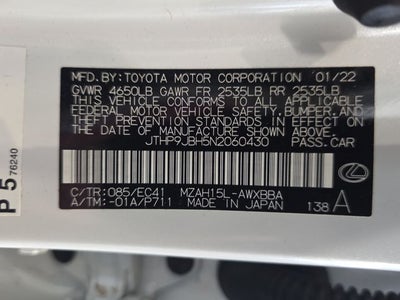 MFD.BY:TOYOTA MOTOR CORPORATION 01/22
GVWR 4650LB GAWR FR 2535LB RR 2535LB
THIS VEHICLE CONFORMS TO ALL APPLICABLE
FEDERAL MOTOR VEHICLE SAFETY, BUMPER, AND
THEFT PREVENTION STANDARDS IN EFFECT ON THE
DATE OF MANUFACTURE SHOWN ABOVE.
JTHP9JBH5N2060430 PASS.CAR
C/TR:085/EC41 MZAH15L-AWXBBA
A/TM:-01A/P711 MADE IN JAPAN 138 A
P 5 76240